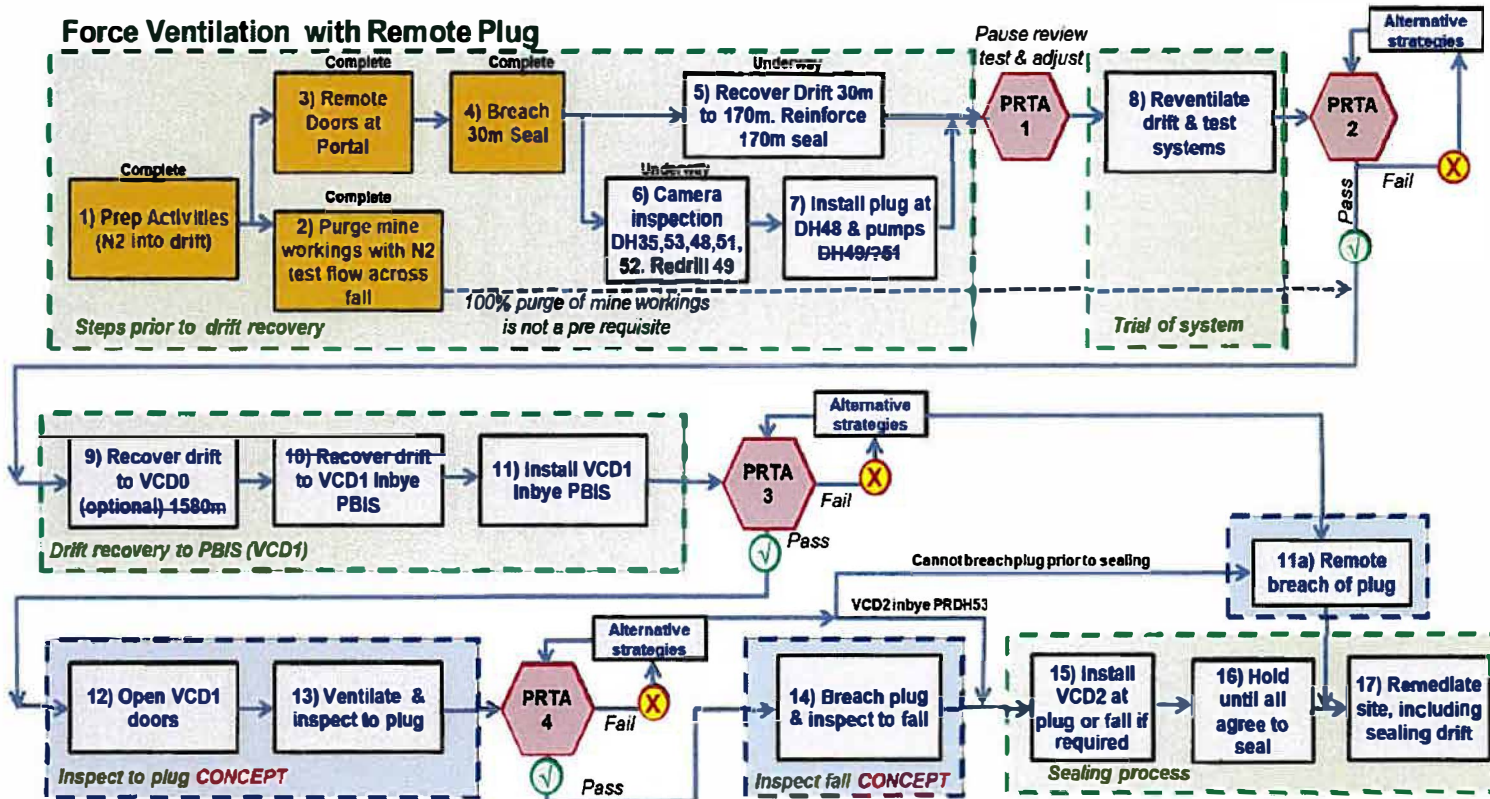 Force Ventilation with Remote Plug
Complete
1) Prep Activities
(N2 into drift)
Complete
3) Remote
Doors at
Portal
Complete
2) Purge mine
workings with N2
test flow across
fall
Complete
4) Breach
30m Seal
Underway
5) Recover Drift 30m
to 170m. Reinforce
170m seal
Underway
6) Camera
inspection
DH35,53,48,51,
52. Redrill 49
7) Install plug at
DH48 & pumps
DH49/?51
100% purge of mine workings
is not a pre requisite
Steps prior to drift recovery
Pause review
test & adjust
PRTA
1
8) Reventilate
drift & test
systems
Trial of system
PRTA
2
Alternative
strategies
X
Fail
Pass
√
9) Recover drift
to VCD0
(optional) 1580m
10) Recover drift
to VCD1 Inbye
PBIS
11) Install VCD1
Inbye PBIS
Drift recovery to PBIS (VCD1)
PRTA
3
Alternative
strategies
X
Fail
Pass
√
11a) Remote
breach of plug
Cannot breach plug prior to sealing
VCD2 inbye PRDH53
12) Open VCD1
doors
13) Ventilate &
inspect to plug
Inspect to plug CONCEPT
PRTA
4
Alternative
strategies
X
Fail
√
Pass
14) Breach plug
& inspect to fall
Inspect fall CONCEPT
15) Install
VCD2 at
plug or fall if
required
16) Hold
until all
agree to
seal
17) Remediate
site, including
sealing drift
Sealing process